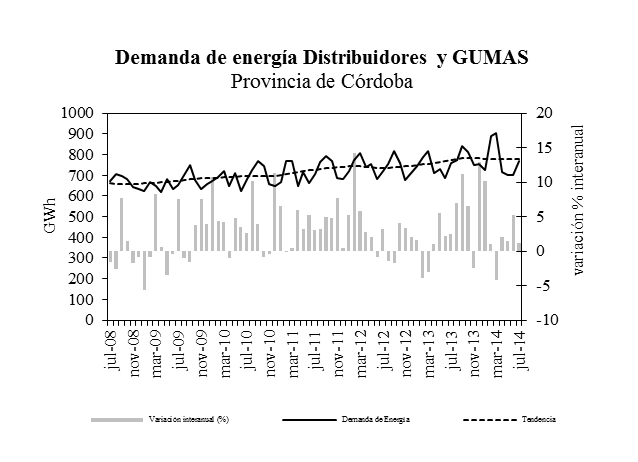 Demanda de energía Distribuidores y GUMAS
Provincia de Córdoba
1000
900
800
700
600
500
400
300
200
100
0
GWh
20
15
10
5
0
-5
-10
variación % interanual
jul-08
nov-08
mar-09
jul-09
nov-09
mar-10
jul-10
nov-10
mar-11
jul-11
nov-11
mar-12
jul-12
nov-12
mar-13
jul-13
nov-13
mar-14
jul-14
Variación interanual (%)
Demanda de Energía
Tendencia